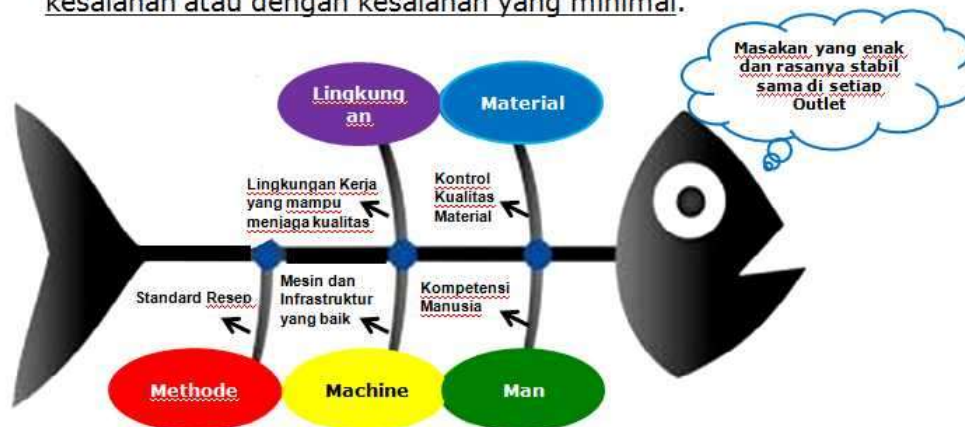 kesalahan atau dengan kesalahan yang minimal.
Masakan yang enak
dan rasanya stabil
sama di setiap
Outlet
Lingkung
an
Material
Lingkungan Kerja
yang mampu
menjaga kualitas
Kontrol
Kualitas
Material
Standard Resep
Mesin dan
Infrastruktur
yang baik
Kompetensi
Manusia
Methode
Machine
Man